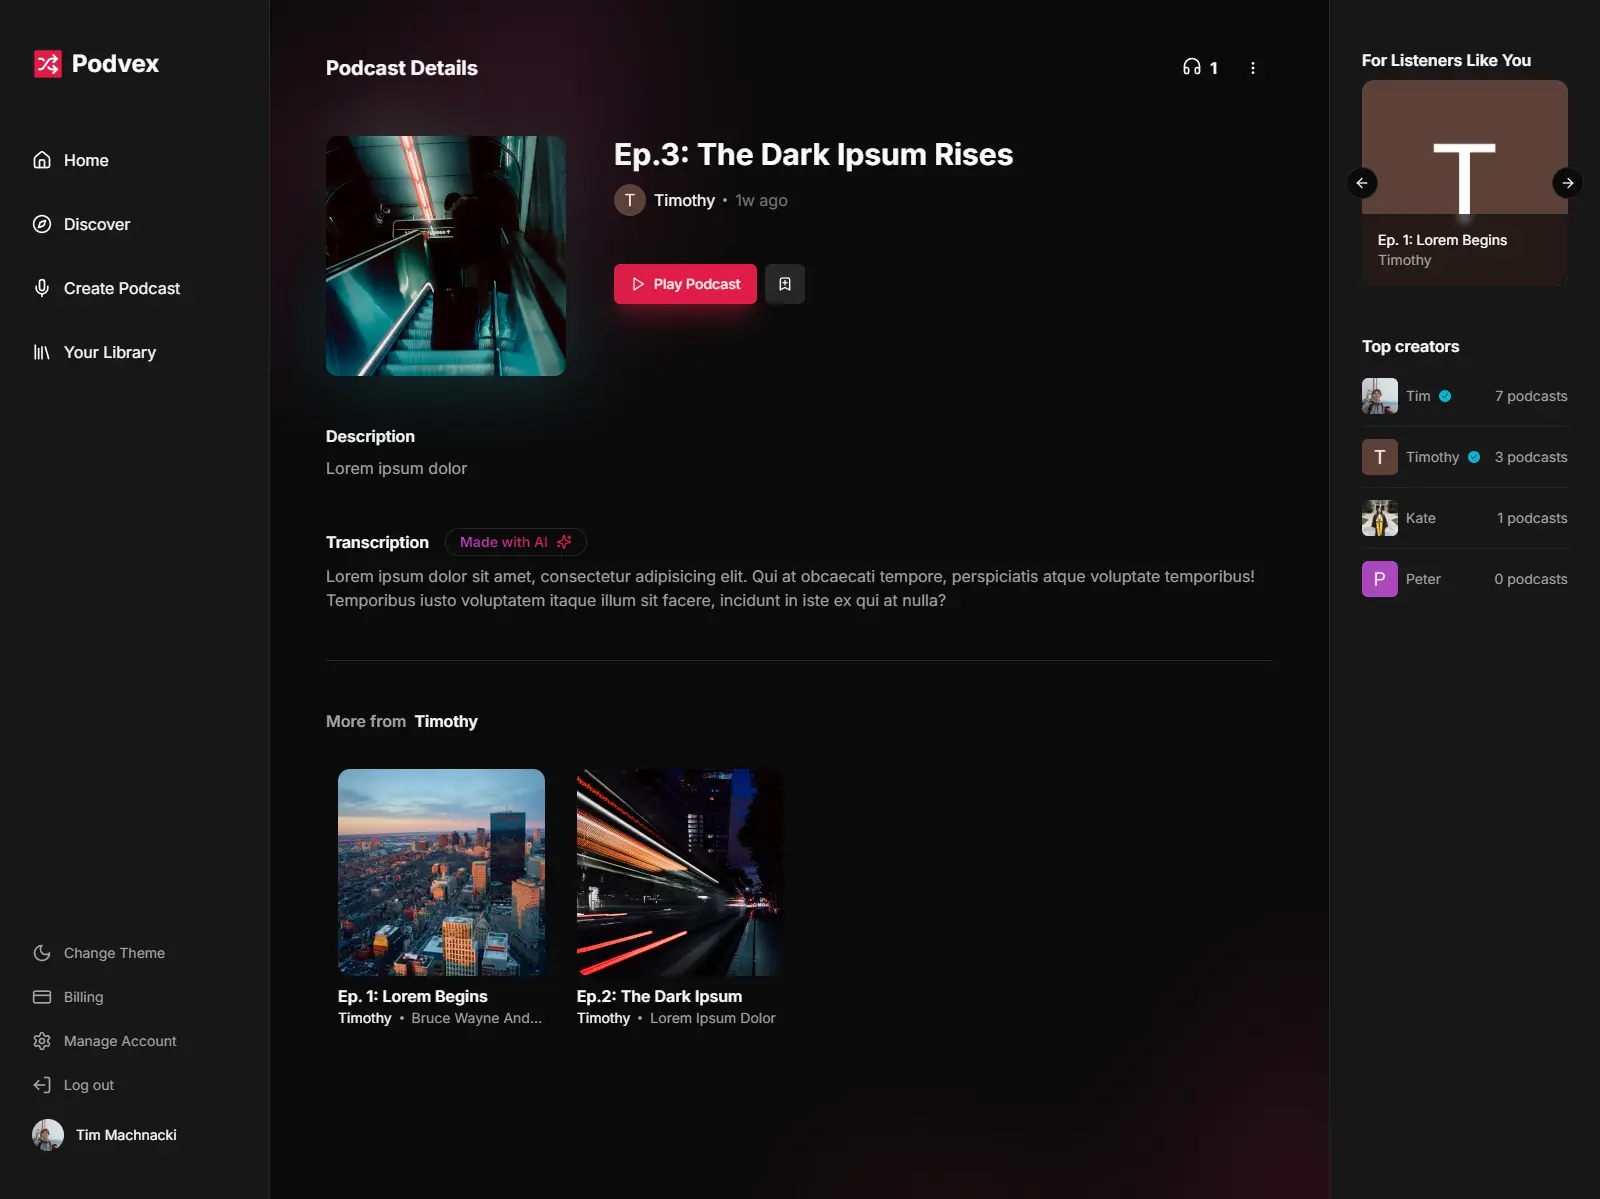 Podvex
Home
Discover
Create Podcast
Your Library
Change Theme
Billing
Manage Account
Log out
Tim Machnacki
Podcast Details
1
Ep.3: The Dark Ipsum Rises
T
Timothy • 1w ago
Play Podcast
Description
Lorem ipsum dolor
Transcription
Made with AI
Lorem ipsum dolor sit amet, consectetur adipisicing elit. Qui at obcaecati tempore, perspiciatis atque voluptate temporibus!
Temporibus iusto voluptatem itaque illum sit facere, incidunt in iste ex qui at nulla?
More from Timothy
Ep. 1: Lorem Begins
Timothy • Bruce Wayne And...
Ep.2: The Dark Ipsum
Timothy • Lorem Ipsum Dolor
For Listeners Like You
T
Ep. 1: Lorem Begins
Timothy
Top creators
Tim 7 podcasts
T Timothy 3 podcasts
Kate 1 podcasts
P Peter 0 podcasts